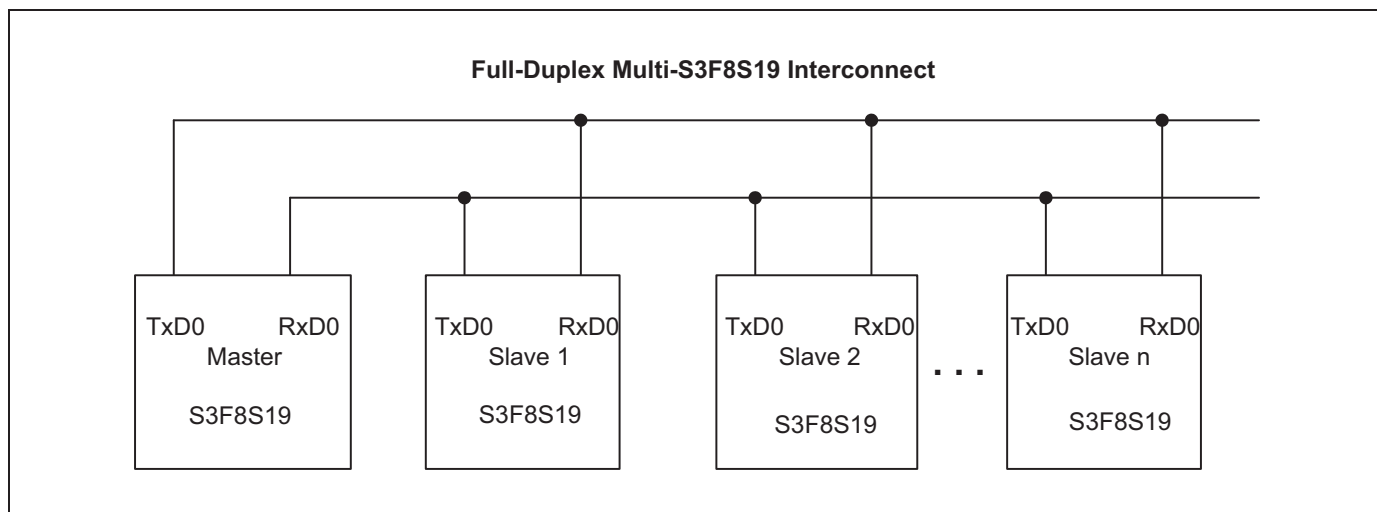 Full-Duplex Multi-S3F8S19 Interconnect
TxD0 RxD0
Master
S3F8S19
TxD0 RxD0
Slave 1
S3F8S19
TxD0 RxD0
Slave 2
S3F8S19
. . .
TxD0 RxD0
Slave n
S3F8S19